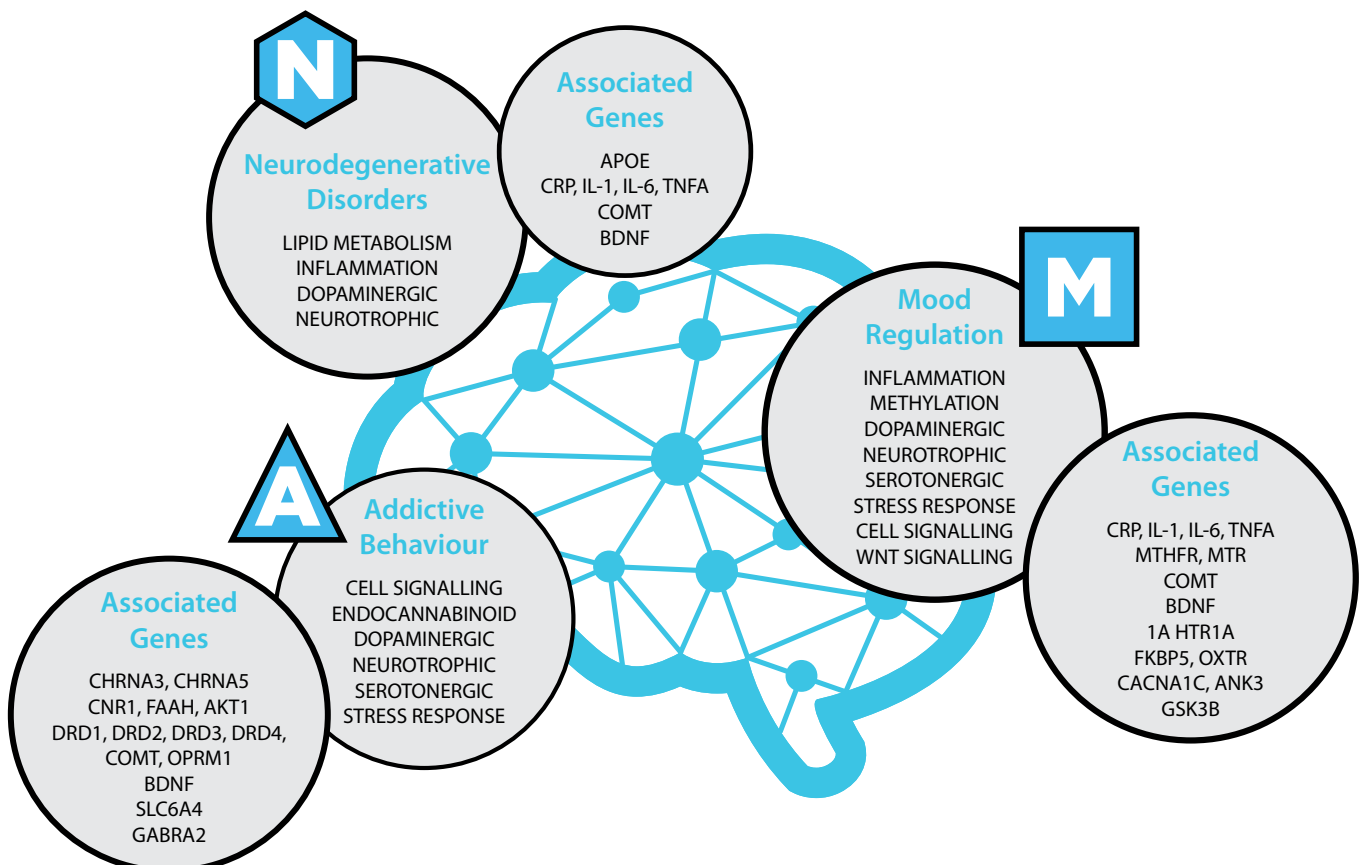 N
Neurodegenerative
Disorders
LIPID METABOLISM
INFLAMMATION
DOPAMINERGIC
NEUROTROPHIC
Associated
Genes
APOE
CRP, IL-1, IL-6, TNFA
COMT
BDNF
M
Mood
Regulation
INFLAMMATION
METHYLATION
DOPAMINERGIC
NEUROTROPHIC
SEROTONERGIC
STRESS RESPONSE
CELL SIGNALLING
WNT SIGNALLING
Associated
Genes
CRP, IL-1, IL-6, TNFA
MTHFR, MTR
COMT
BDNF
1A HTR1A
FKBP5, OXTR
CACNA1C, ANK3
GSK3B
A
Addictive
Behaviour
CELL SIGNALLING
ENDOCANNABINOID
DOPAMINERGIC
NEUROTROPHIC
SEROTONERGIC
STRESS RESPONSE
Associated
Genes
CHRNA3, CHRNA5
CNR1, FAAH, AKT1
DRD1, DRD2, DRD3, DRD4,
COMT, OPRM1
BDNF
SLC6A4
GABRA2